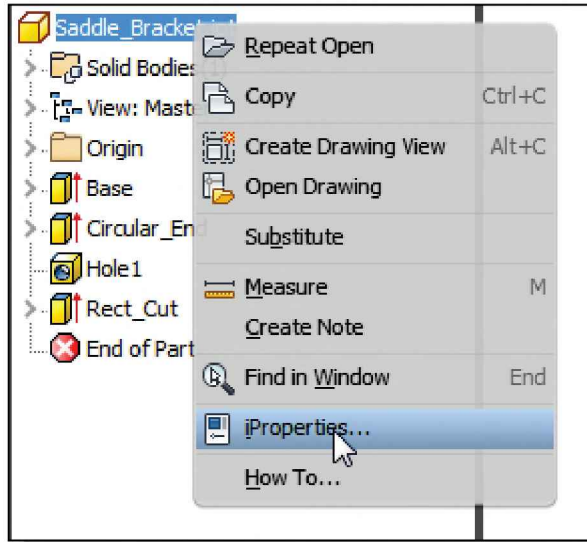 Saddle_Bracket
Solid Bodies
View: Mast
Origin
Base
Circular_End
Hole1
Rect_Cut
End of Part
Repeat Open
Copy Ctrl+C
Create Drawing View Alt+C
Open Drawing
Substitute
Measure M
Create Note
Find in Window End
iProperties...
How To...